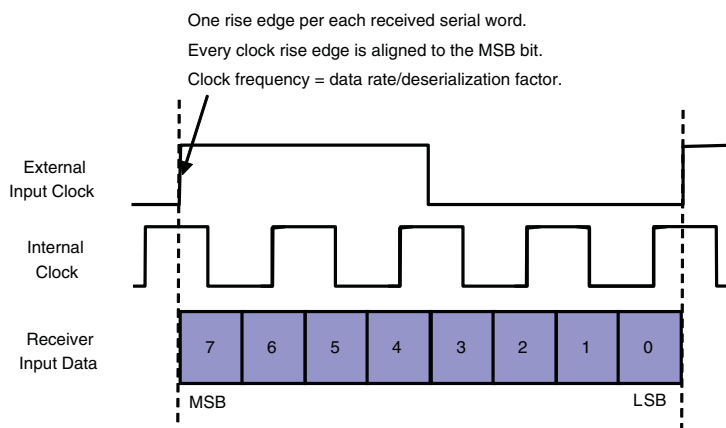 One rise edge per each received serial word.
Every clock rise edge is aligned to the MSB bit.
Clock frequency = data rate/deserialization factor.
External
Input Clock
Internal
Clock
Receiver
Input Data
7 6 5 4 3 2 1 0
MSB LSB